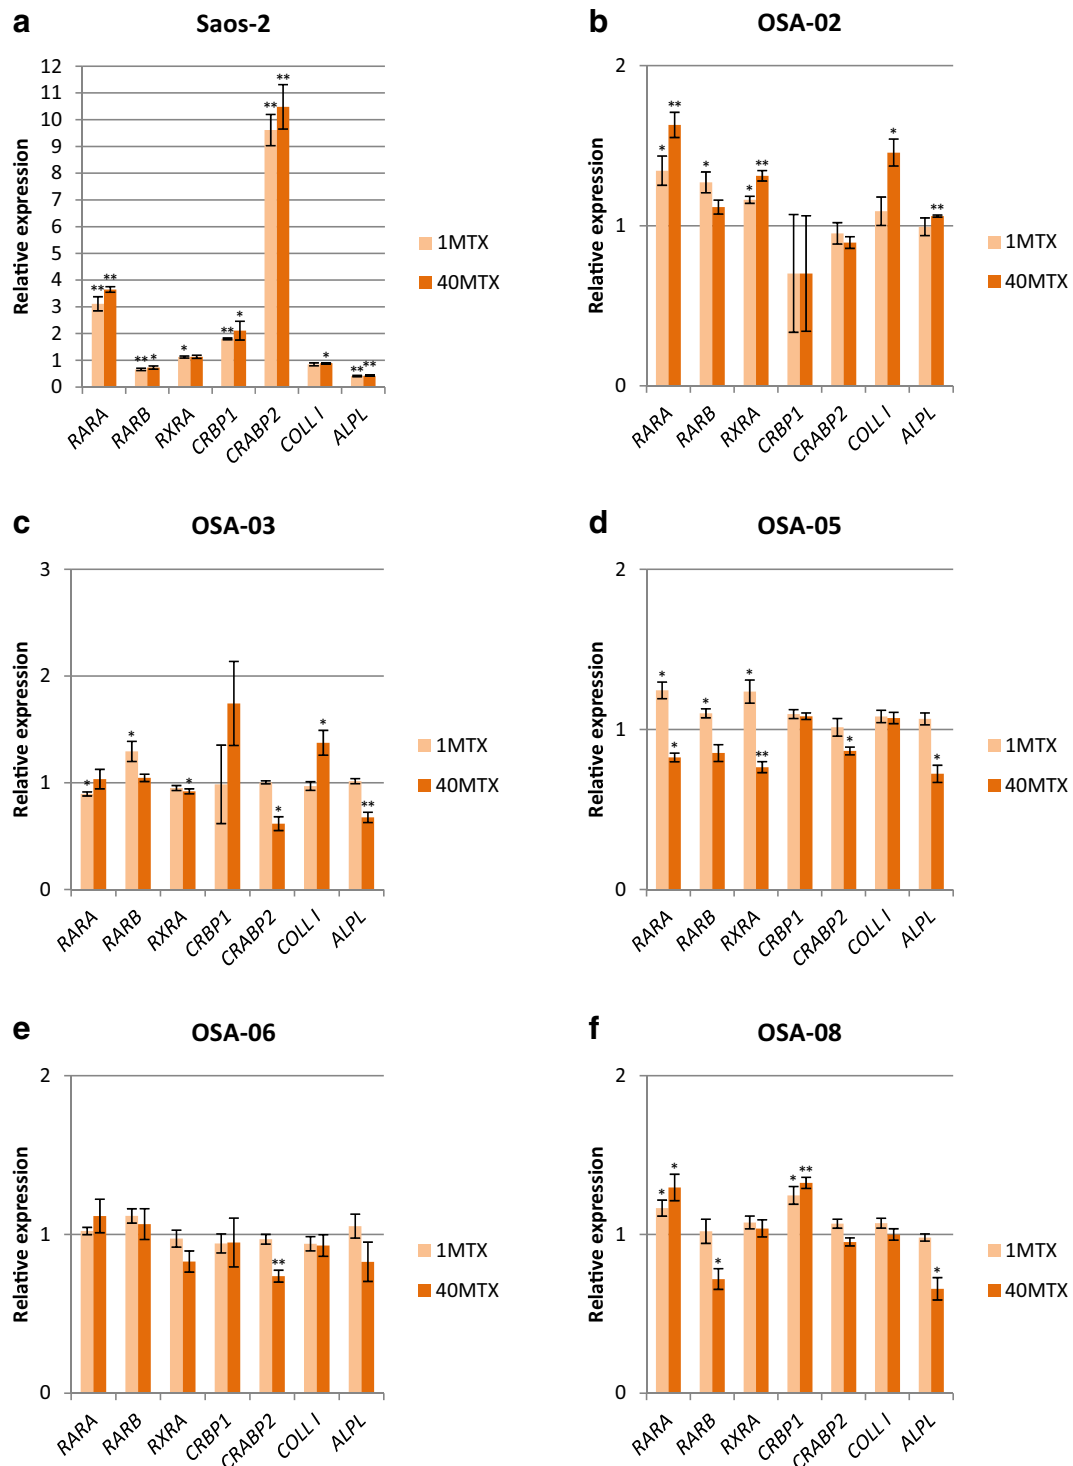 a
Saos-2
Relative expression
12
11
10
9
8
7
6
5
4
3
2
1
0
** ** ** * * ** * ** ** * ** **
RARA RARB RXRA CRBP1 CRABP2 COLL I ALPL
1MTX
40MTX
b
OSA-02
Relative expression
2
1
0
* ** * * ** * **
RARA RARB RXRA CRBP1 CRABP2 COLL I ALPL
1MTX
40MTX
c
OSA-03
Relative expression
3
2
1
0
* * * * * **
RARA RARB RXRA CRBP1 CRABP2 COLL I ALPL
1MTX
40MTX
d
OSA-05
Relative expression
2
1
0
* * * * ** * *
RARA RARB RXRA CRBP1 CRABP2 COLL I ALPL
1MTX
40MTX
e
OSA-06
Relative expression
2
1
0
**
RARA RARB RXRA CRBP1 CRABP2 COLL I ALPL
1MTX
40MTX
f
OSA-08
Relative expression
2
1
0
* * * * ** *
RARA RARB RXRA CRBP1 CRABP2 COLL I ALPL
1MTX
40MTX